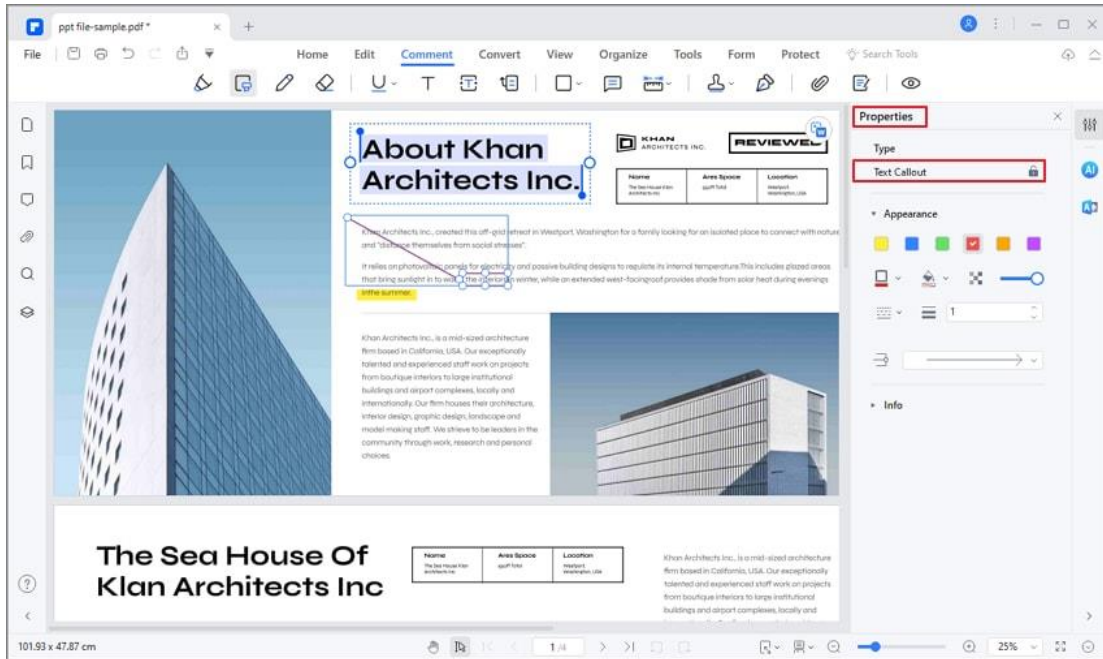 ppt file-sample.pdf *
File
Home Edit Comment Convert View Organize Tools Form Protect Search Tools
About Khan
Architects Inc.
KHAN
ARCHITECTS INC.
REVIEWED
Name Ares Space Location
Westport
Washington, USA
Khan Architects Inc., created this off-grid retreat in Westport, Washington for a family looking for an isolated place to connect with nature
and "distance themselves from social stresses".
It relies on photovoltaic panels for electricity and passive building designs to regulate its internal temperature.This includes glazed areas
that bring sunlight in to warm the interiors in winter, while an extended west-facingroof provides shade from solar heat during evenings
inthe summer.
Khan Architects Inc., is a mid-sized architecture
firm based in California, USA. Our exceptionally
talented and experienced staff work on projects
from boutique interiors to large institutional
buildings and airport complexes, locally and
internationally. Our firm houses their architecture,
interior design, graphic design, landscape and
model making staff. We strieve to be leaders in the
community through work, research and personal
choices.
The Sea House Of
Klan Architects Inc
Name Ares Space Location
Westport
Washington, USA
Khan Architects Inc., is a mid-sized architecture
firm based in California, USA. Our exceptionally
talented and experienced staff work on projects
from boutique interiors to large institutional
buildings and airport complexes, locally and
Properties
Type
Text Callout
Appearance
1
Info
AI
101.93 x 47.87 cm
1 /4
25%